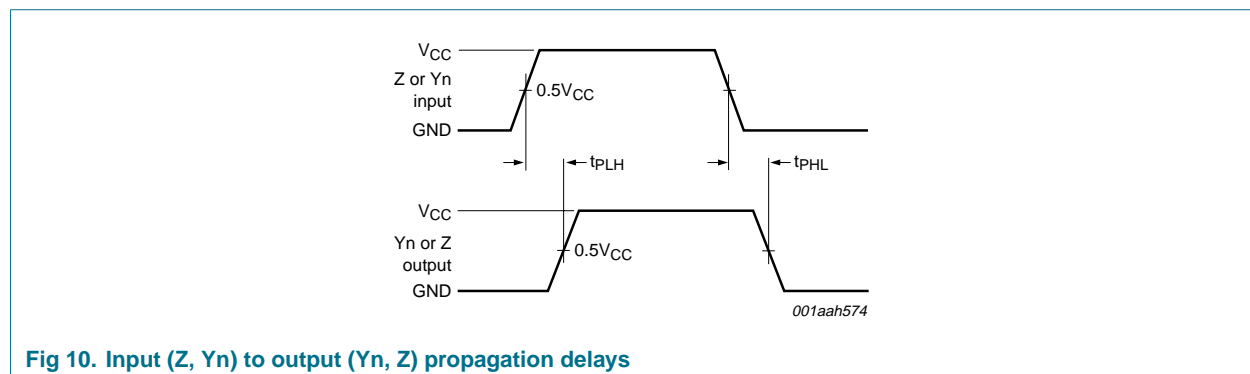 VCC
Z or Yn
input
0.5VCC
GND
tPLH
tPHL
VCC
Yn or Z
output
0.5VCC
GND
001aah574
Fig 10. Input (Z, Yn) to output (Yn, Z) propagation delays